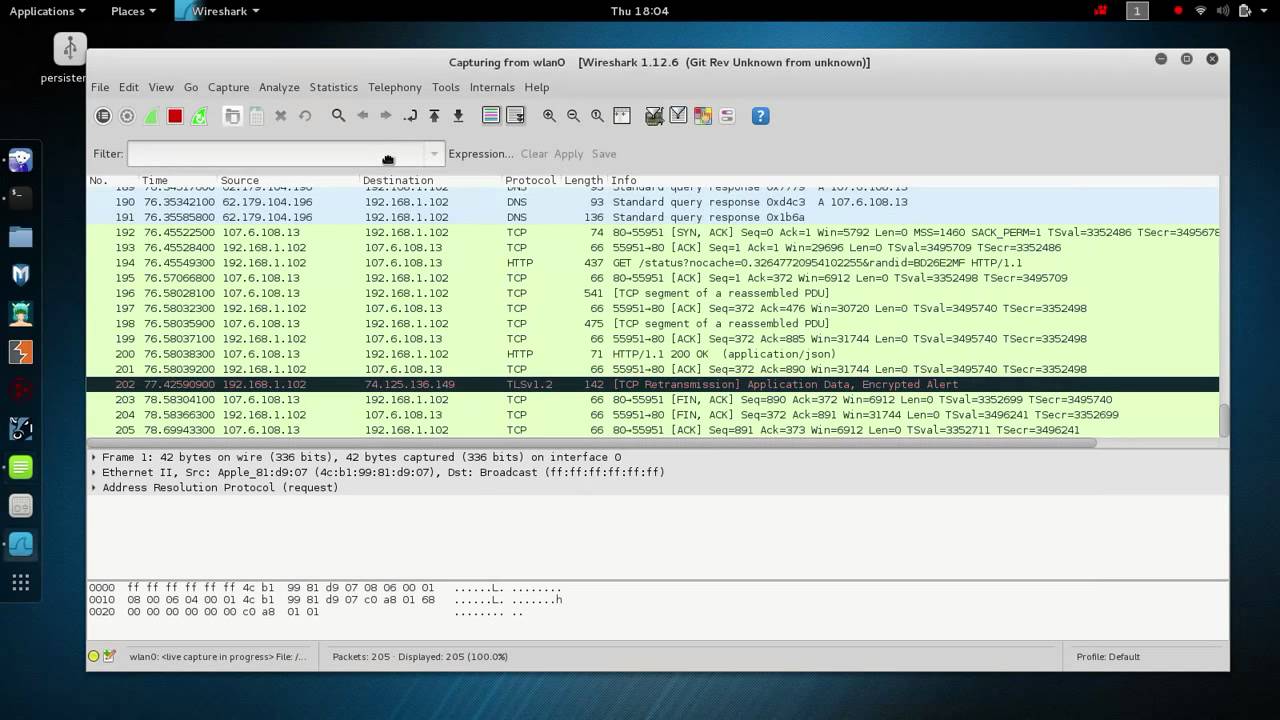 Applications Places Wireshark Thu 18:04 1
persisten
Capturing from wlan0 [Wireshark 1.12.6 (Git Rev Unknown from unknown)]
File Edit View Go Capture Analyze Statistics Telephony Tools Internals Help
Filter: Expression... Clear Apply Save
No. Time Source Destination Protocol Length Info
189 76.34517600 62.179.104.196 192.168.1.102 DNS 93 Standard query response 0x7779 A 107.6.108.13
190 76.35342100 62.179.104.196 192.168.1.102 DNS 93 Standard query response 0xd4c3 A 107.6.108.13
191 76.35585800 62.179.104.196 192.168.1.102 DNS 136 Standard query response 0x1b6a
192 76.45522500 107.6.108.13 192.168.1.102 TCP 74 80→55951 [SYN, ACK] Seq=0 Ack=1 Win=5792 Len=0 MSS=1460 SACK_PERM=1 TSval=3352486 TSecr=3495678
193 76.45528400 192.168.1.102 107.6.108.13 TCP 66 55951→80 [ACK] Seq=1 Ack=1 Win=29696 Len=0 TSval=3495709 TSecr=3352486
194 76.45549300 192.168.1.102 107.6.108.13 HTTP 437 GET /status?nocache=0.32647720954102255&randid=BD26E2MF HTTP/1.1
195 76.57066800 107.6.108.13 192.168.1.102 TCP 66 80→55951 [ACK] Seq=1 Ack=372 Win=6912 Len=0 TSval=3352498 TSecr=3495709
196 76.58028100 107.6.108.13 192.168.1.102 TCP 541 [TCP segment of a reassembled PDU]
197 76.58032300 192.168.1.102 107.6.108.13 TCP 66 55951→80 [ACK] Seq=372 Ack=476 Win=30720 Len=0 TSval=3495740 TSecr=3352498
198 76.58035900 107.6.108.13 192.168.1.102 TCP 475 [TCP segment of a reassembled PDU]
199 76.58037100 192.168.1.102 107.6.108.13 TCP 66 55951→80 [ACK] Seq=372 Ack=885 Win=31744 Len=0 TSval=3495740 TSecr=3352498
200 76.58038300 107.6.108.13 192.168.1.102 HTTP 71 HTTP/1.1 200 OK (application/json)
201 76.58039200 192.168.1.102 107.6.108.13 TCP 66 55951→80 [ACK] Seq=372 Ack=890 Win=31744 Len=0 TSval=3495740 TSecr=3352498
202 77.42590900 192.168.1.102 74.125.136.149 TLSv1.2 142 [TCP Retransmission] Application Data, Encrypted Alert
203 78.58304100 107.6.108.13 192.168.1.102 TCP 66 80→55951 [FIN, ACK] Seq=890 Ack=372 Win=6912 Len=0 TSval=3352699 TSecr=3495740
204 78.58366300 192.168.1.102 107.6.108.13 TCP 66 55951→80 [FIN, ACK] Seq=372 Ack=891 Win=31744 Len=0 TSval=3496241 TSecr=3352699
205 78.69943300 107.6.108.13 192.168.1.102 TCP 66 80→55951 [ACK] Seq=891 Ack=373 Win=6912 Len=0 TSval=3352711 TSecr=3496241
Frame 1: 42 bytes on wire (336 bits), 42 bytes captured (336 bits) on interface 0
Ethernet II, Src: Apple_81:d9:07 (4c:b1:99:81:d9:07), Dst: Broadcast (ff:ff:ff:ff:ff:ff)
Address Resolution Protocol (request)
0000 ff ff ff ff ff ff 4c b1 99 81 d9 07 08 06 00 01 ......L. ........
0010 08 00 06 04 00 01 4c b1 99 81 d9 07 c0 a8 01 68 ......L. .......h
0020 00 00 00 00 00 00 c0 a8 01 01 ........ ..
wlan0: <live capture in progress> File: /... Packets: 205 · Displayed: 205 (100.0%) Profile: Default